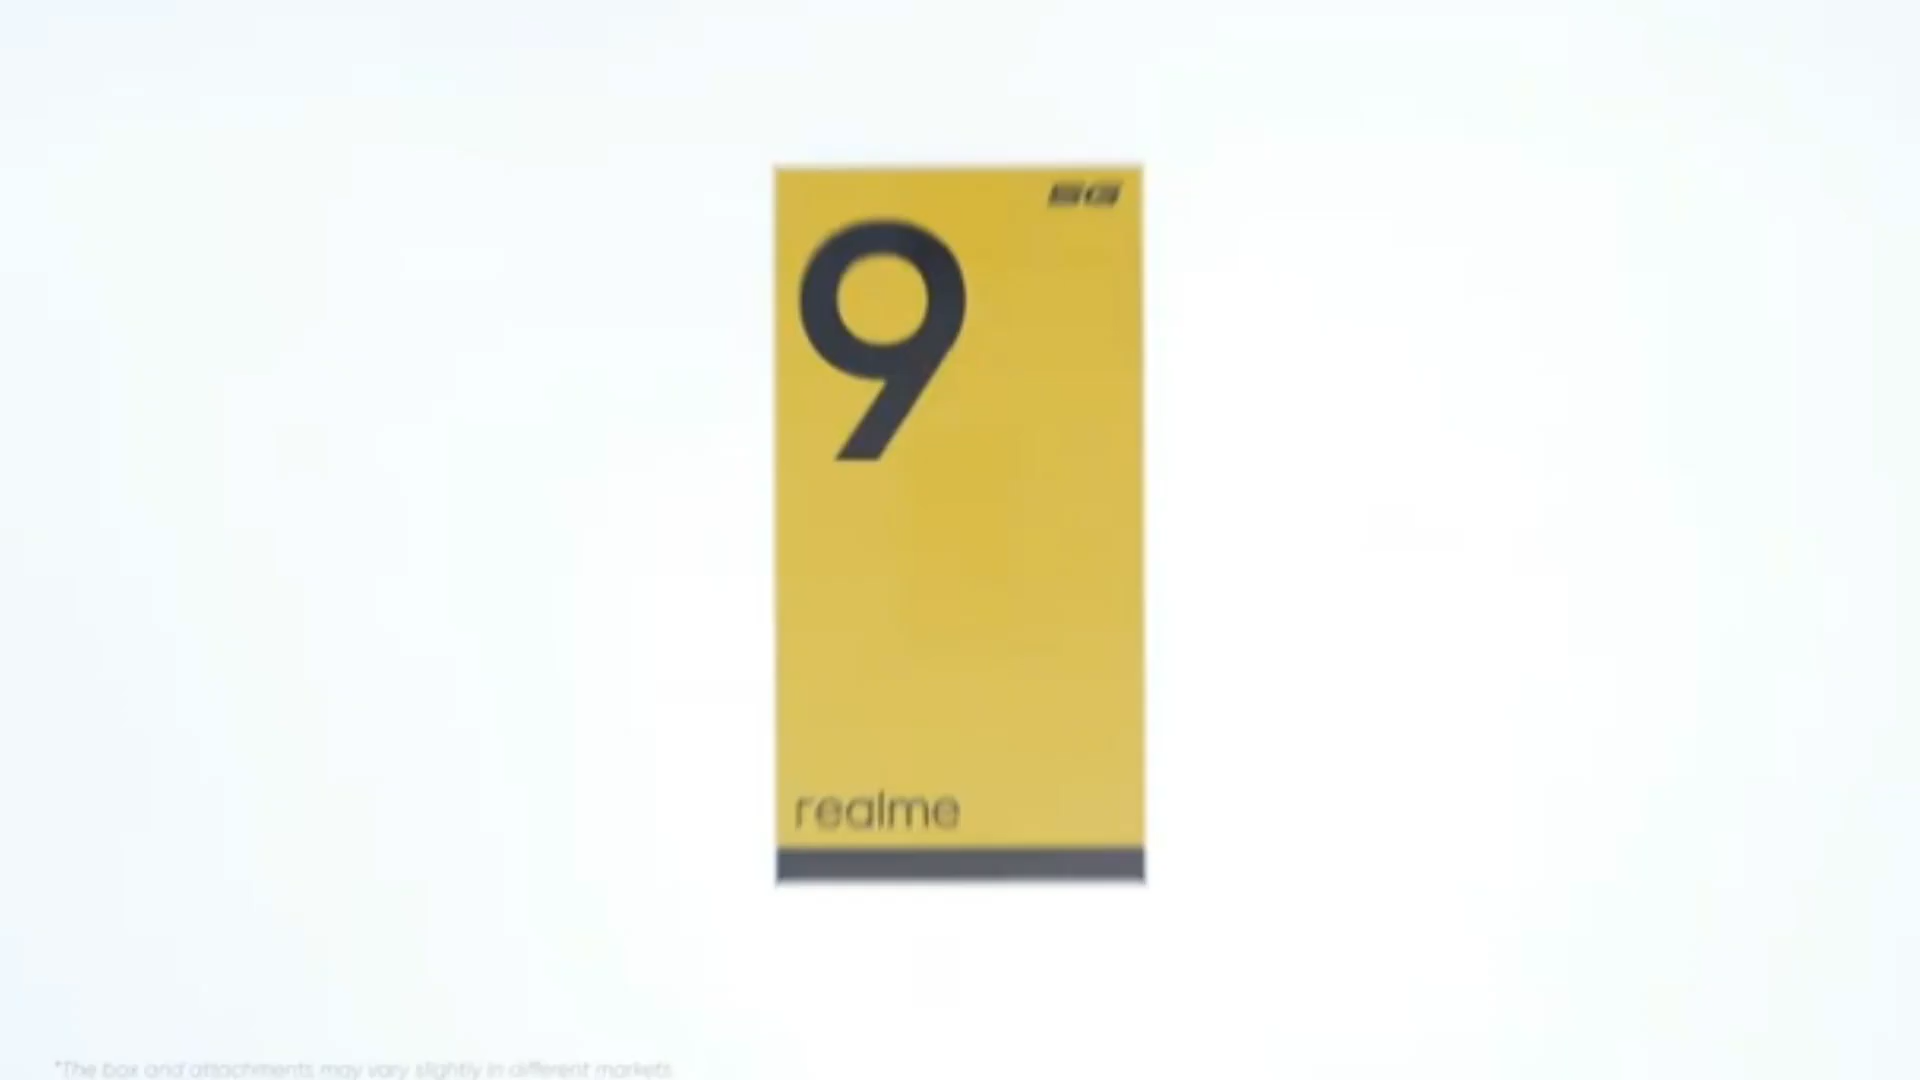 5G
9
realme
*The box and attachments may vary slightly in different markets